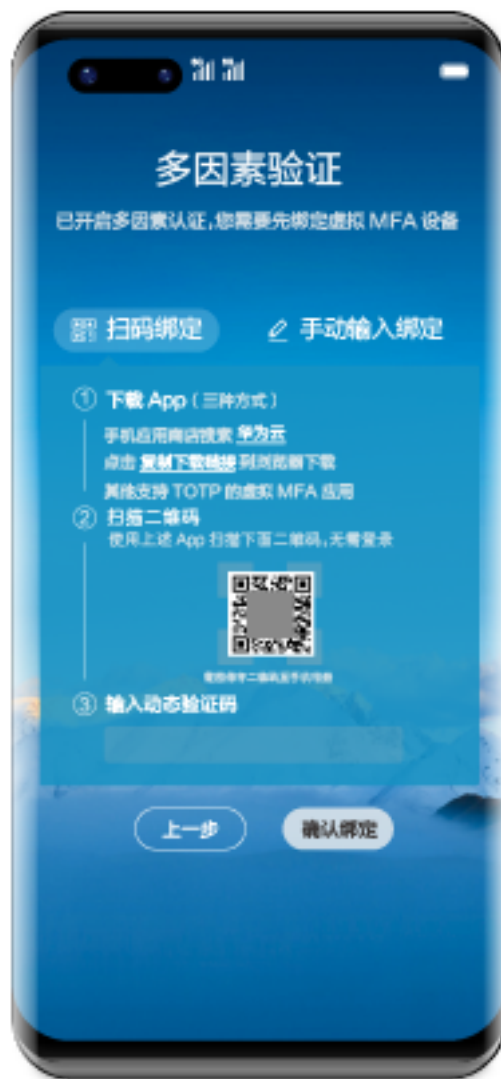 多因素验证
已开启多因素认证,您需要先绑定虚拟 MFA 设备
扫码绑定
手动输入绑定
① 下载 App（三种方式）
手机应用商店搜索 华为云
点击 复制下载链接 到浏览器下载
其他支持 TOTP 的虚拟 MFA 应用
② 扫描二维码
使用上述 App 扫描下面二维码,无需登录
③ 输入动态验证码
上一步
确认绑定